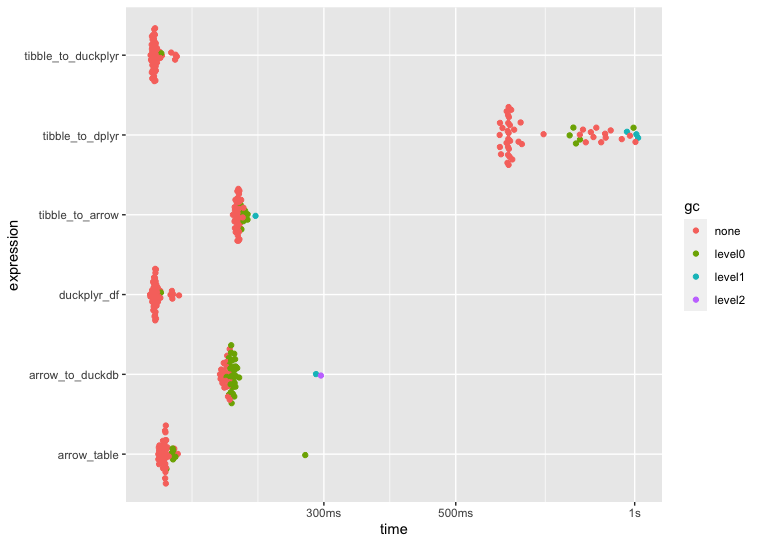 tibble_to_duckplyr
tibble_to_dplyr
tibble_to_arrow
duckplyr_df
arrow_to_duckdb
arrow_table
expression
300ms
500ms
1s
time
gc
none
level0
level1
level2